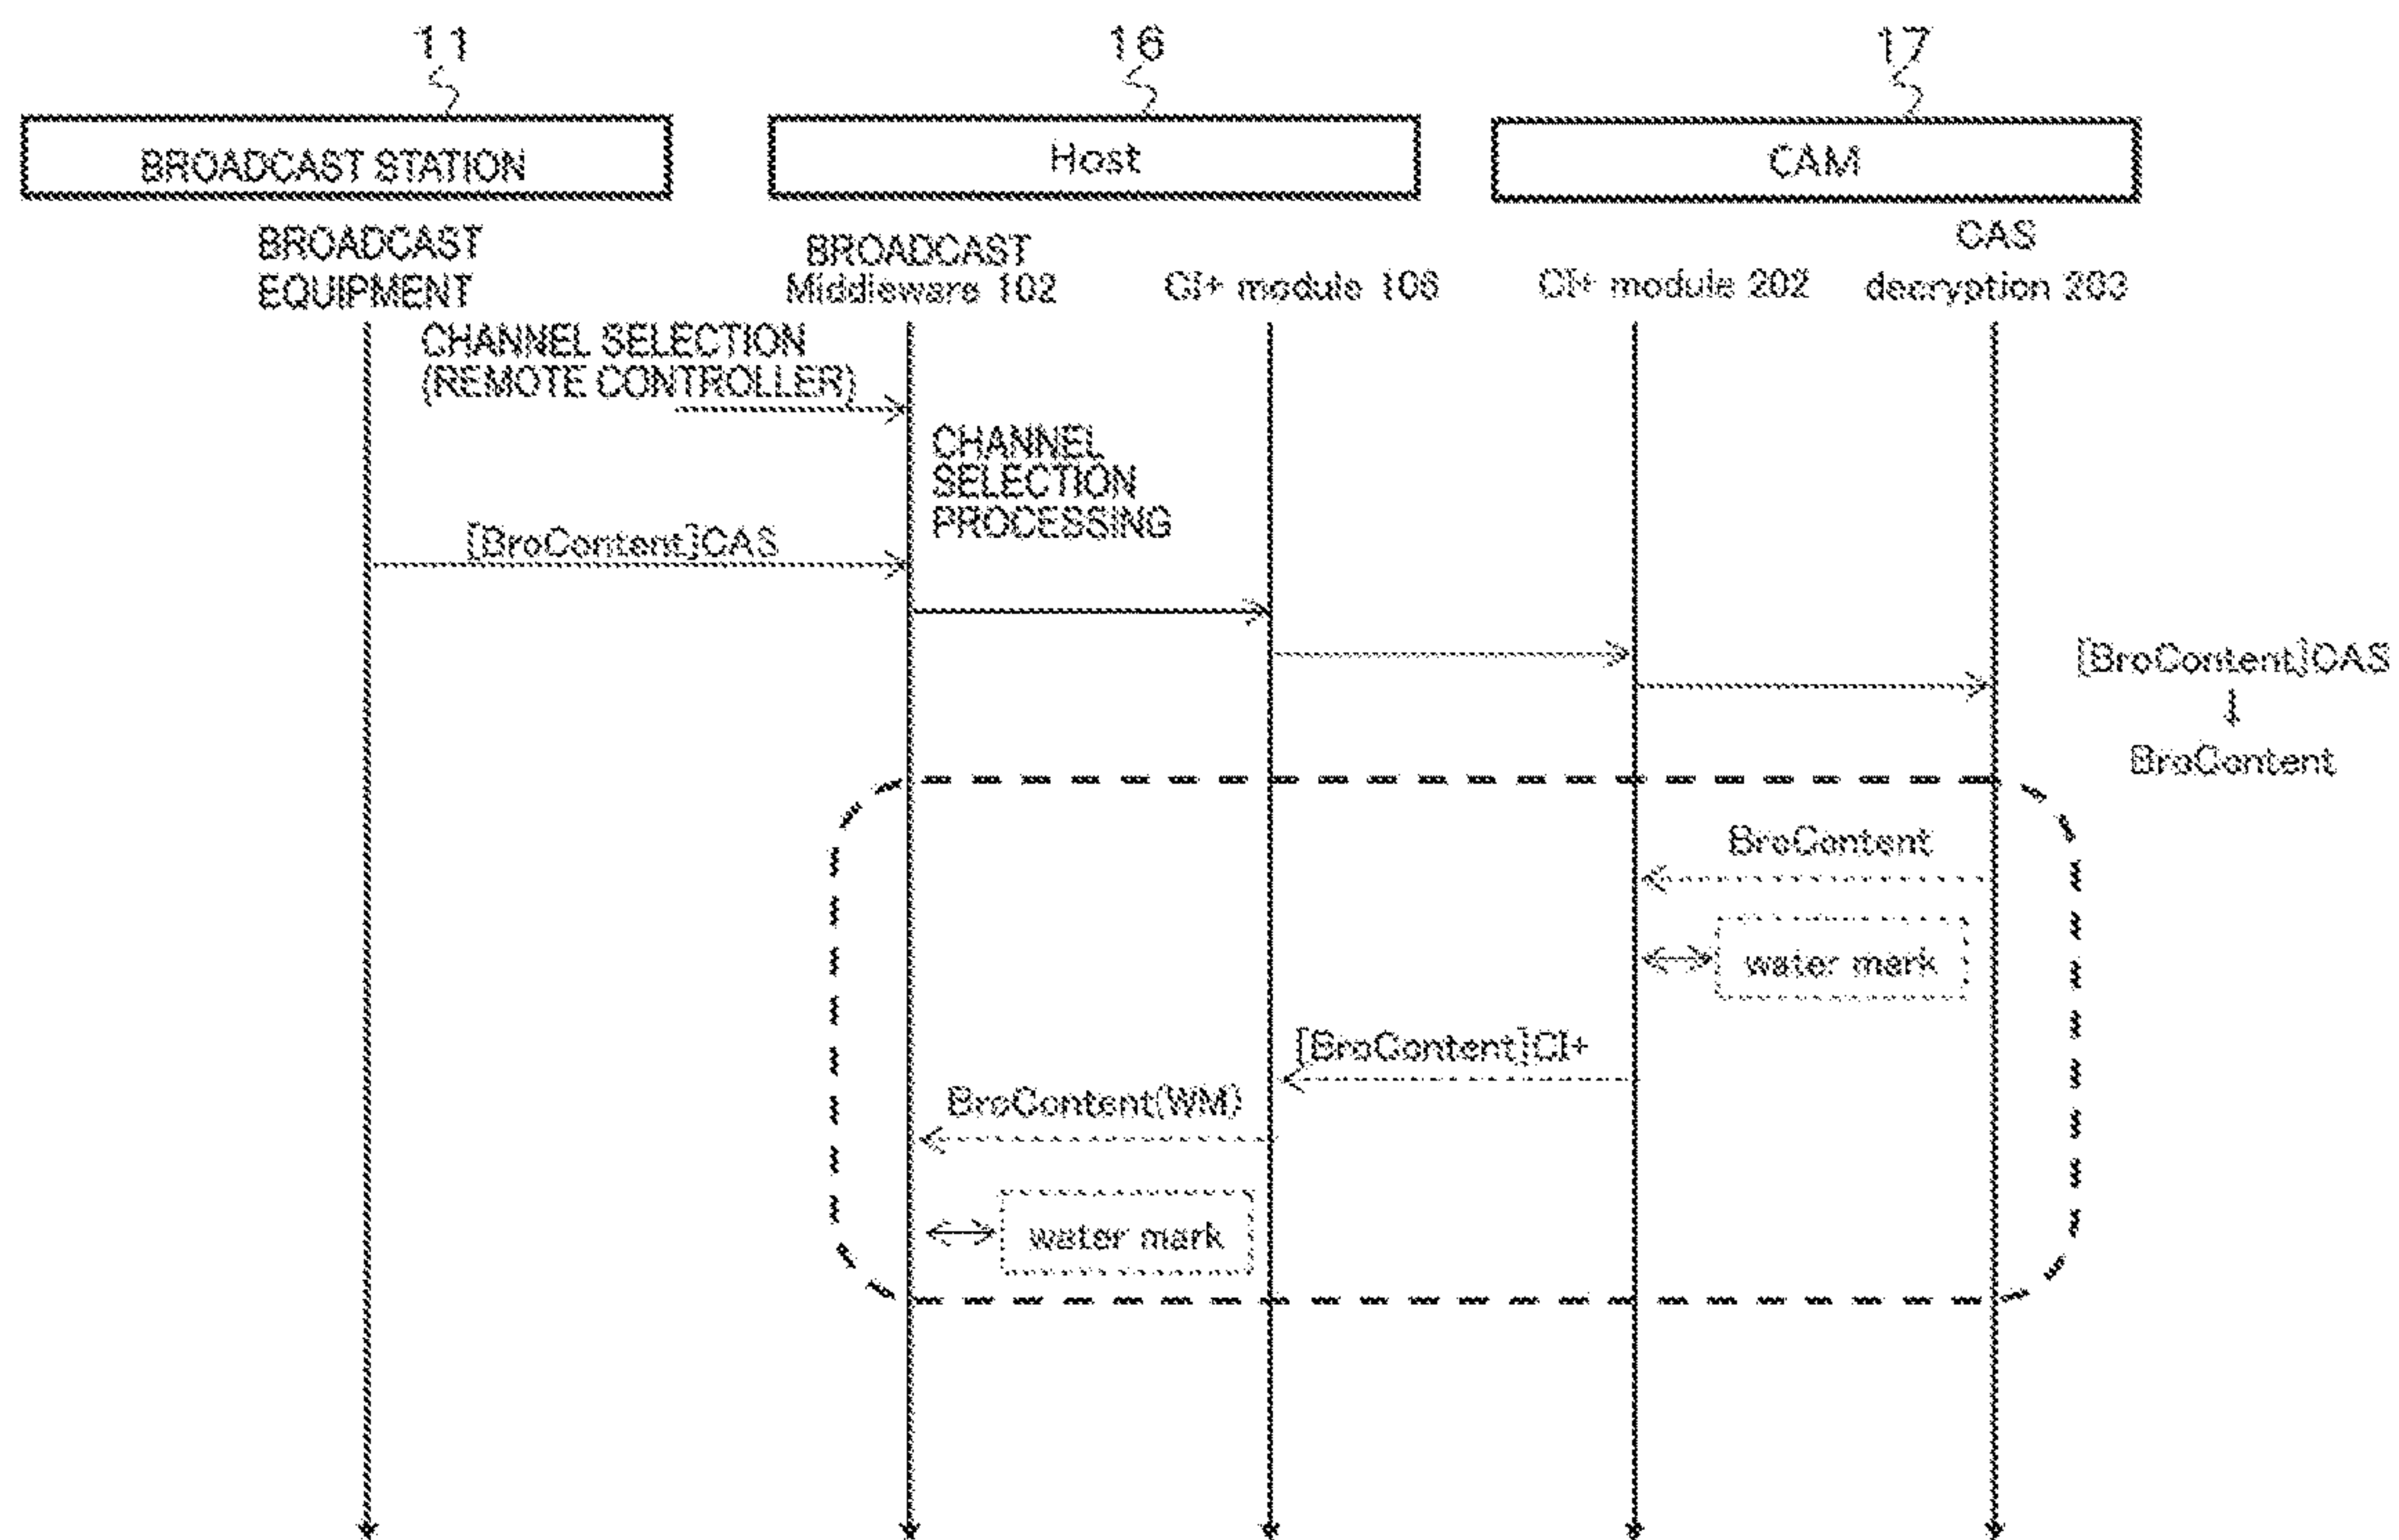 11
16
17
BROADCAST STATION
Host
CAM
BROADCAST
EQUIPMENT
BROADCAST
Middleware 102
CI+ module 106
CI+ module 202
CAS
decryption 203
CHANNEL SELECTION
(REMOTE CONTROLLER)
CHANNEL
SELECTION
PROCESSING
[BroContent]CAS
[BroContent]CAS
BroContent
BroContent
water mark
[BroContent]CI+
BroContent(WM)
water mark